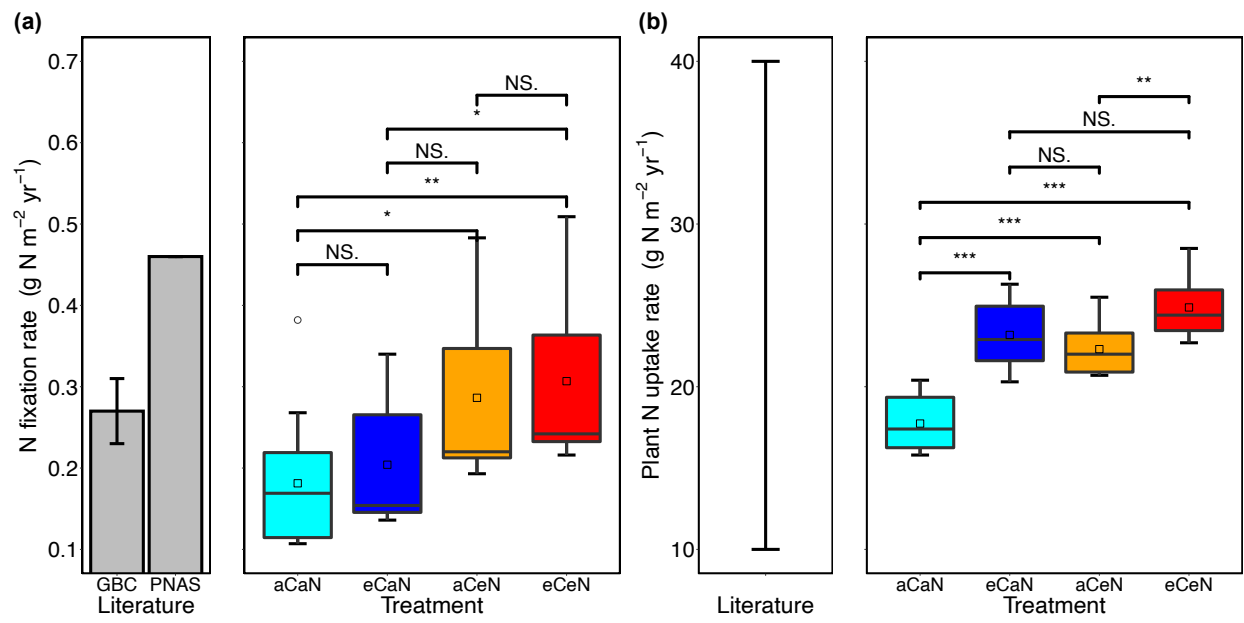 (a)
N fixation rate (g N m⁻² yr⁻¹)
0.7
0.6
0.5
0.4
0.3
0.2
0.1
GBC PNAS
Literature
NS.
*
NS.
**
*
NS.
aCaN eCaN aCeN eCeN
Treatment
(b)
Plant N uptake rate (g N m⁻² yr⁻¹)
40
30
20
10
Literature
**
NS.
NS.
***
***
***
aCaN eCaN aCeN eCeN
Treatment